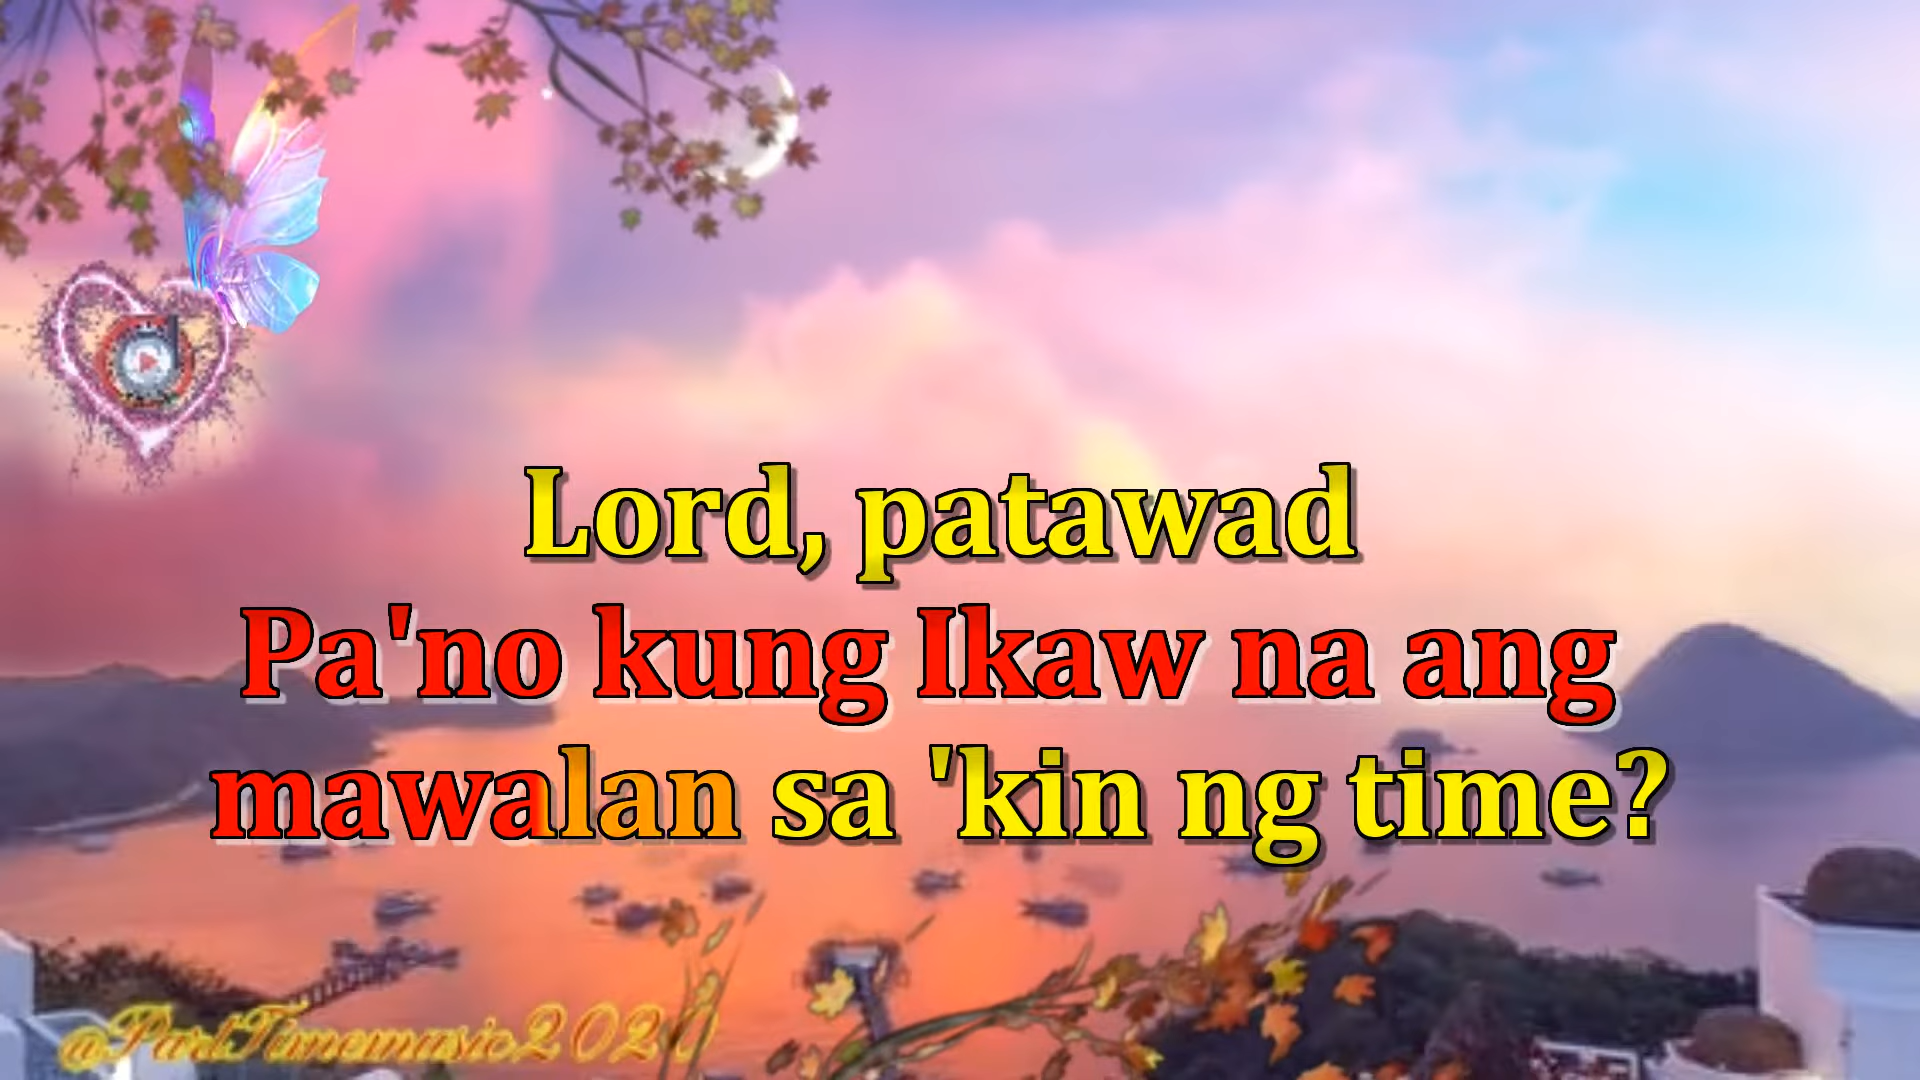 Lord, patawad
Pa'no kung Ikaw na ang
mawalan sa 'kin ng time?
@PartTimemusic2020